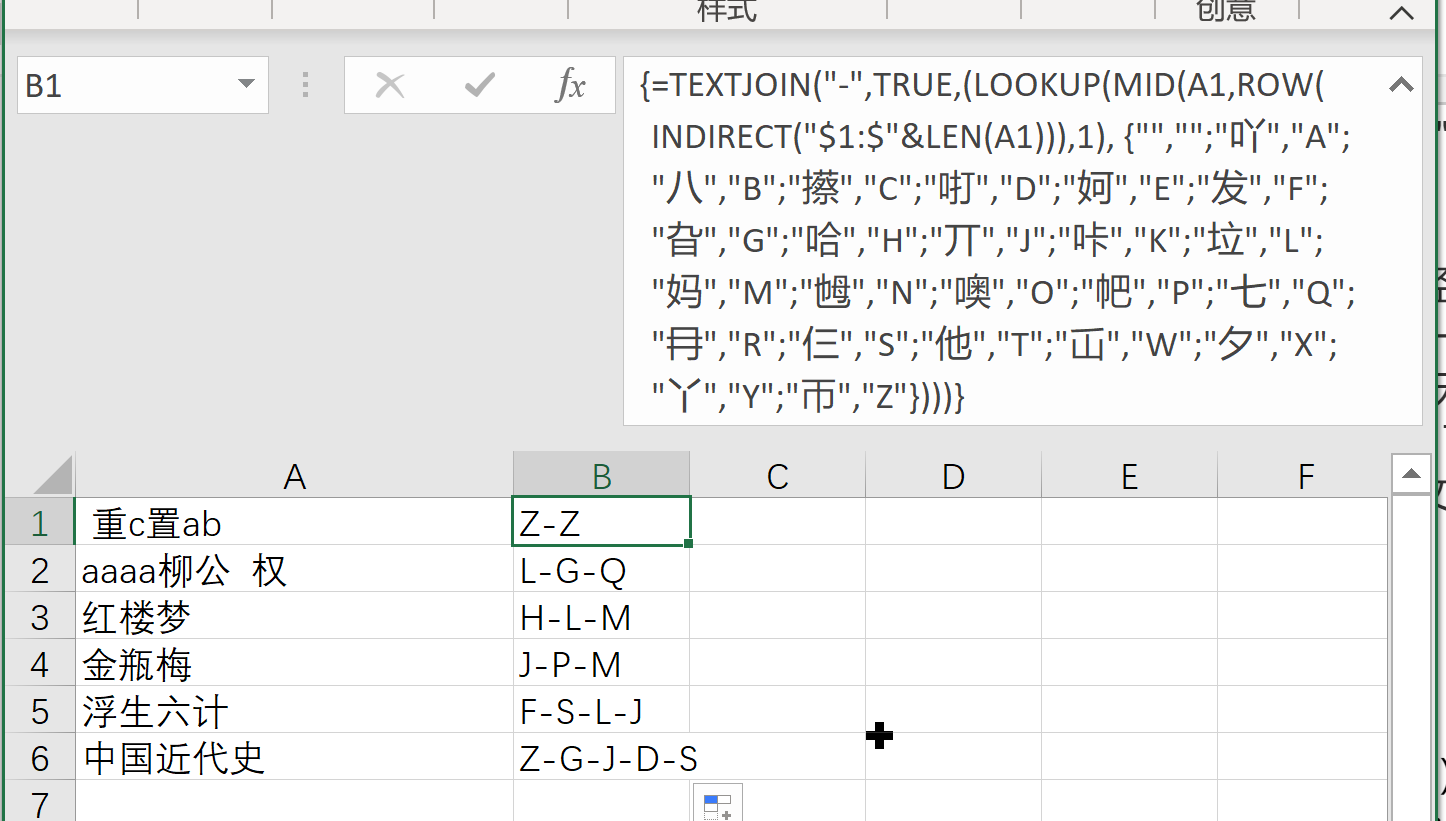 样式
创意
B1
fx
{=TEXTJOIN("-",TRUE,(LOOKUP(MID(A1,ROW(
INDIRECT("$1:$"&LEN(A1))),1), {"","";"吖","A";
"八","B";"攃","C";"咑","D";"妸","E";"发","F";
"旮","G";"哈","H";"丌","J";"咔","K";"垃","L";
"妈","M";"乸","N";"噢","O";"帊","P";"七","Q";
"冄","R";"仨","S";"他","T";"屲","W";"夕","X";
"丫","Y";"帀","Z"})))}
A B C D E F
1 重c置ab Z-Z
2 aaaa柳公 权 L-G-Q
3 红楼梦 H-L-M
4 金瓶梅 J-P-M
5 浮生六计 F-S-L-J
6 中国近代史 Z-G-J-D-S
7